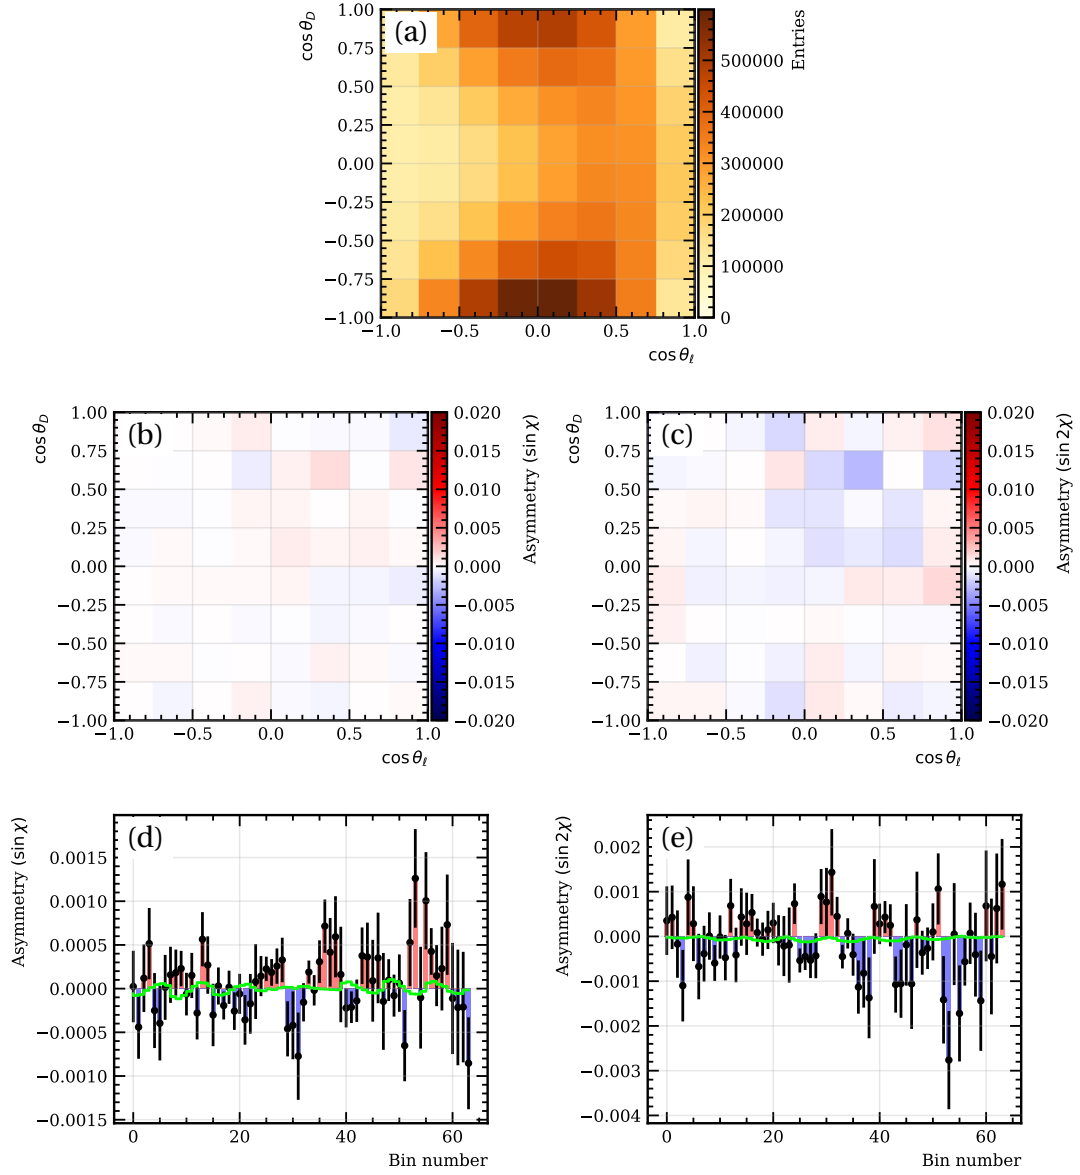 (a)
cos θ_D
1.00
0.75
0.50
0.25
0.00
−0.25
−0.50
−0.75
−1.00
−1.0 −0.5 0.0 0.5 1.0
cos θ_ℓ
500000
400000
300000
200000
100000
0
Entries
(b)
cos θ_D
1.00
0.75
0.50
0.25
0.00
−0.25
−0.50
−0.75
−1.00
−1.0 −0.5 0.0 0.5 1.0
cos θ_ℓ
0.020
0.015
0.010
0.005
0.000
−0.005
−0.010
−0.015
−0.020
Asymmetry (sin χ)
(c)
cos θ_D
1.00
0.75
0.50
0.25
0.00
−0.25
−0.50
−0.75
−1.00
−1.0 −0.5 0.0 0.5 1.0
cos θ_ℓ
0.020
0.015
0.010
0.005
0.000
−0.005
−0.010
−0.015
−0.020
Asymmetry (sin 2χ)
(d)
Asymmetry (sin χ)
0.0015
0.0010
0.0005
0.0000
−0.0005
−0.0010
−0.0015
0 20 40 60
Bin number
(e)
Asymmetry (sin 2χ)
0.002
0.001
0.000
−0.001
−0.002
−0.003
−0.004
0 20 40 60
Bin number